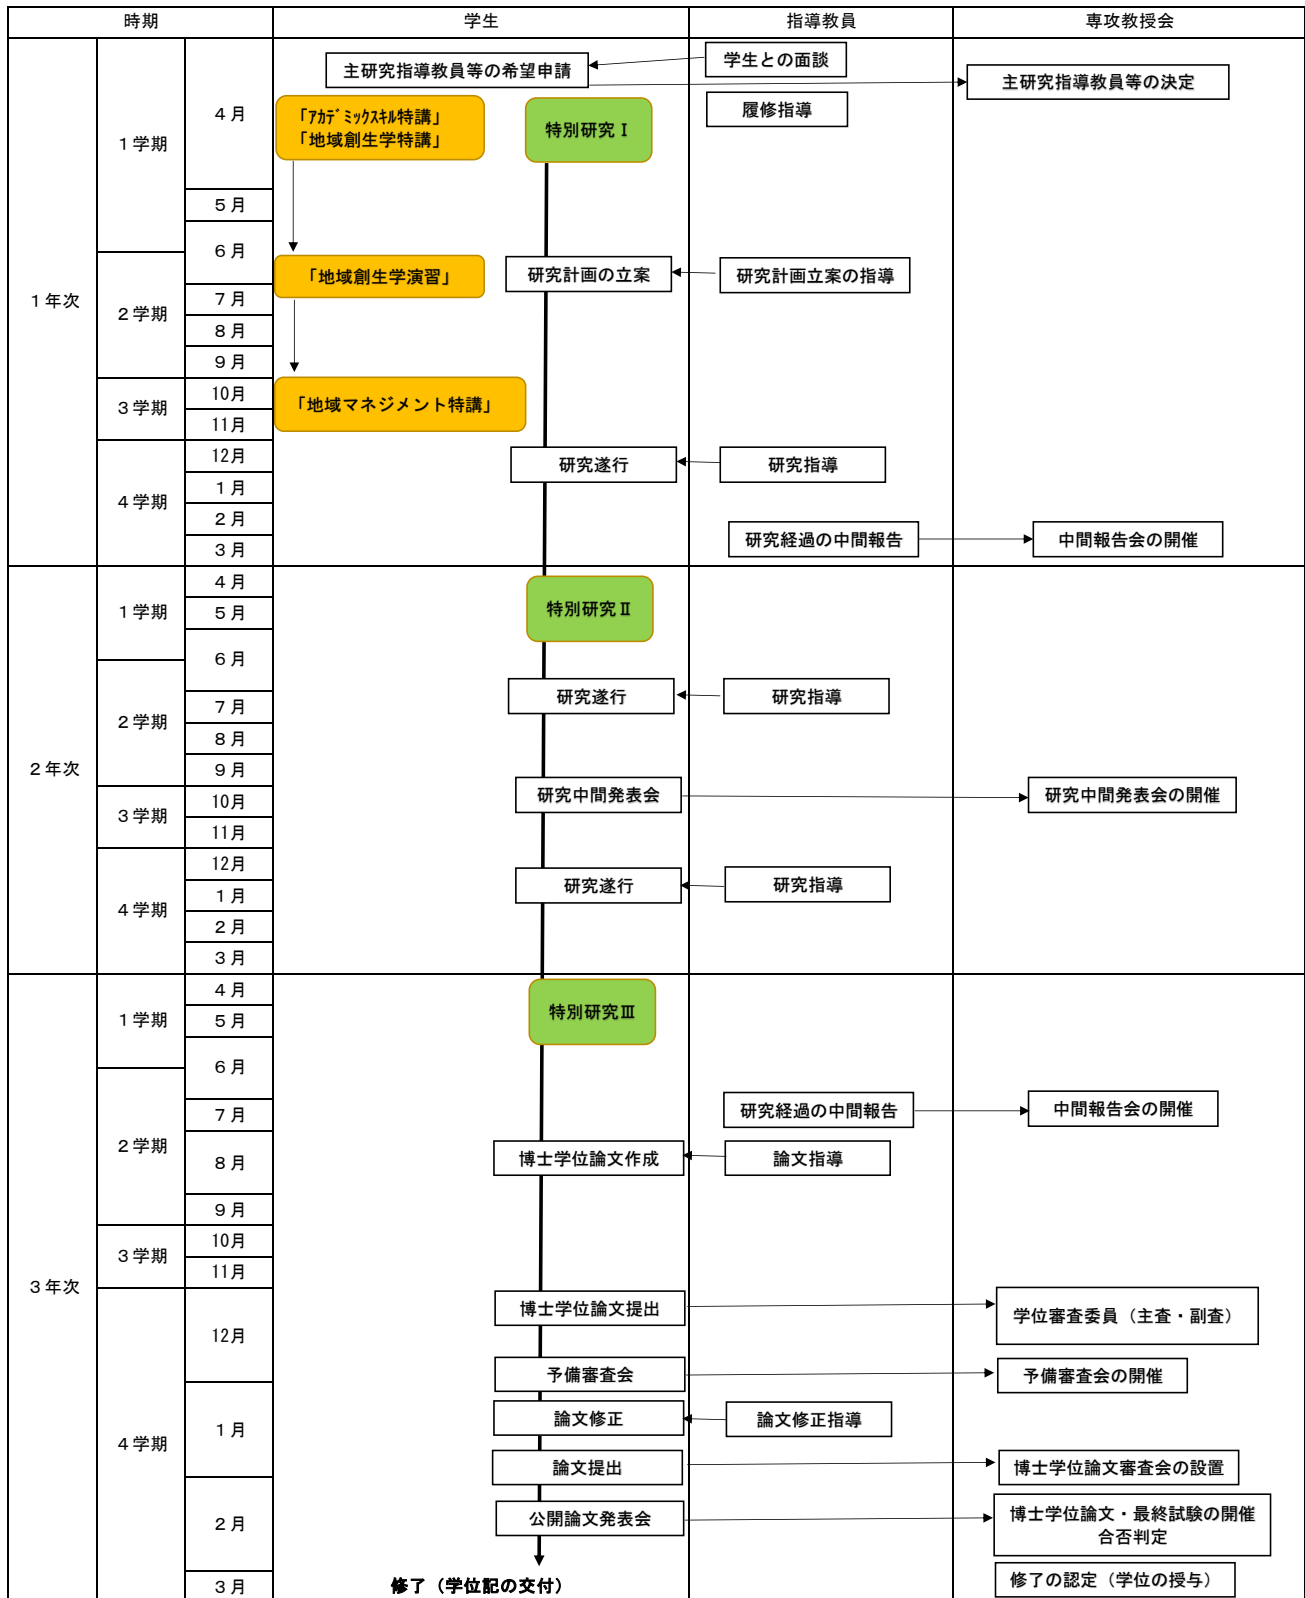 時期 学生 指導教員 専攻教授会
学生との面談
主研究指導教員等の希望申請
主研究指導教員等の決定
1年次
1学期
4月
「ｱｶﾃﾞﾐｯｸｽｷﾙ特講」
「地域創生学特講」
特別研究Ⅰ
履修指導
5月
6月
2学期
「地域創生学演習」
研究計画の立案
研究計画立案の指導
7月
8月
9月
3学期
10月
「地域マネジメント特講」
11月
4学期
12月
研究遂行
研究指導
1月
2月
研究経過の中間報告
中間報告会の開催
3月
2年次
1学期
4月
特別研究Ⅱ
5月
6月
2学期
研究遂行
研究指導
7月
8月
9月
3学期
10月
研究中間発表会
研究中間発表会の開催
11月
4学期
12月
研究遂行
研究指導
1月
2月
3月
3年次
1学期
4月
特別研究Ⅲ
5月
6月
2学期
7月
研究経過の中間報告
中間報告会の開催
8月
博士学位論文作成
論文指導
9月
3学期
10月
11月
4学期
12月
博士学位論文提出
学位審査委員（主査・副査）
予備審査会
予備審査会の開催
1月
論文修正
論文修正指導
論文提出
博士学位論文審査会の設置
2月
公開論文発表会
博士学位論文・最終試験の開催
合否判定
3月
修了（学位記の交付）
修了の認定（学位の授与）